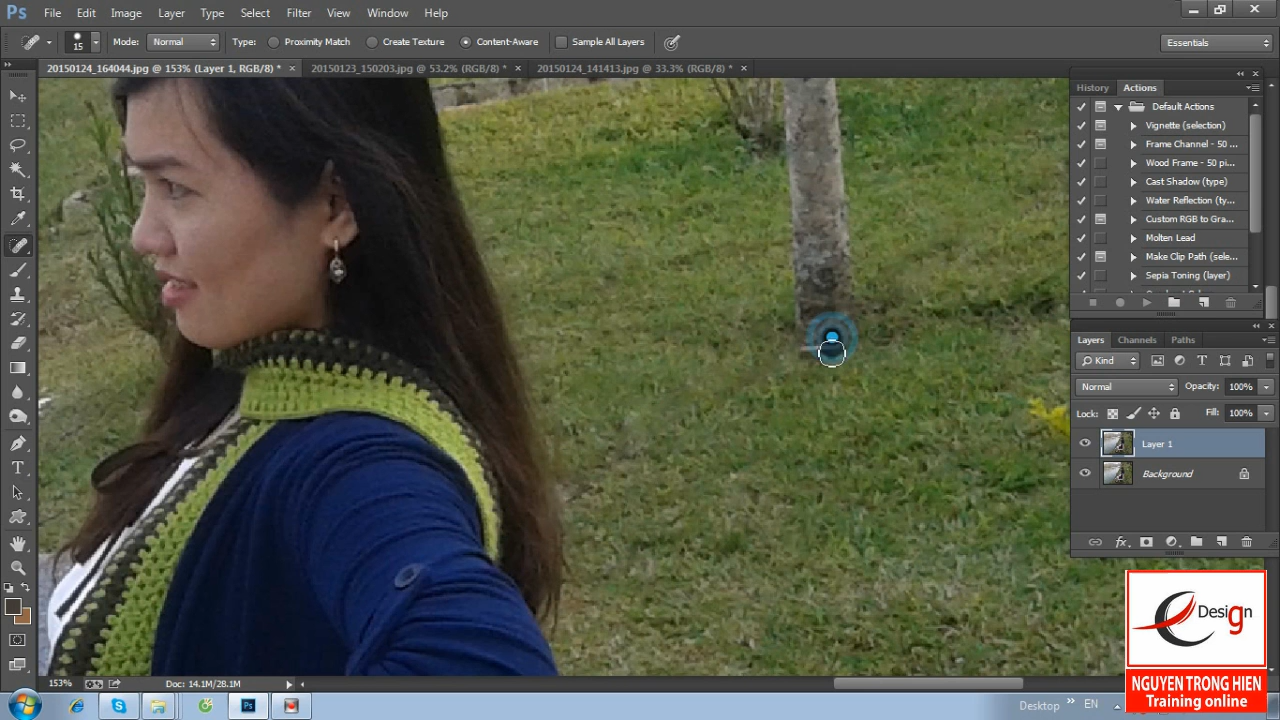 Ps File Edit Image Layer Type Select Filter View Window Help
15 Mode: Normal Type: Proximity Match Create Texture Content-Aware Sample All Layers Essentials
20150124_164044.jpg @ 153% (Layer 1, RGB/8) * × 20150123_150203.jpg @ 53.2% (RGB/8) * × 20150124_141413.jpg @ 33.3% (RGB/8) * ×
History Actions
Default Actions
Vignette (selection)
Frame Channel - 50 ...
Wood Frame - 50 pi...
Cast Shadow (type)
Water Reflection (ty...
Custom RGB to Gra...
Molten Lead
Make Clip Path (sele...
Sepia Toning (layer)
Layers Channels Paths
Kind
Normal Opacity: 100%
Lock: Fill: 100%
Layer 1
Background
153% Doc: 14.1M/28.1M
Design
NGUYEN TRONG HIEN
Training online
Desktop » EN